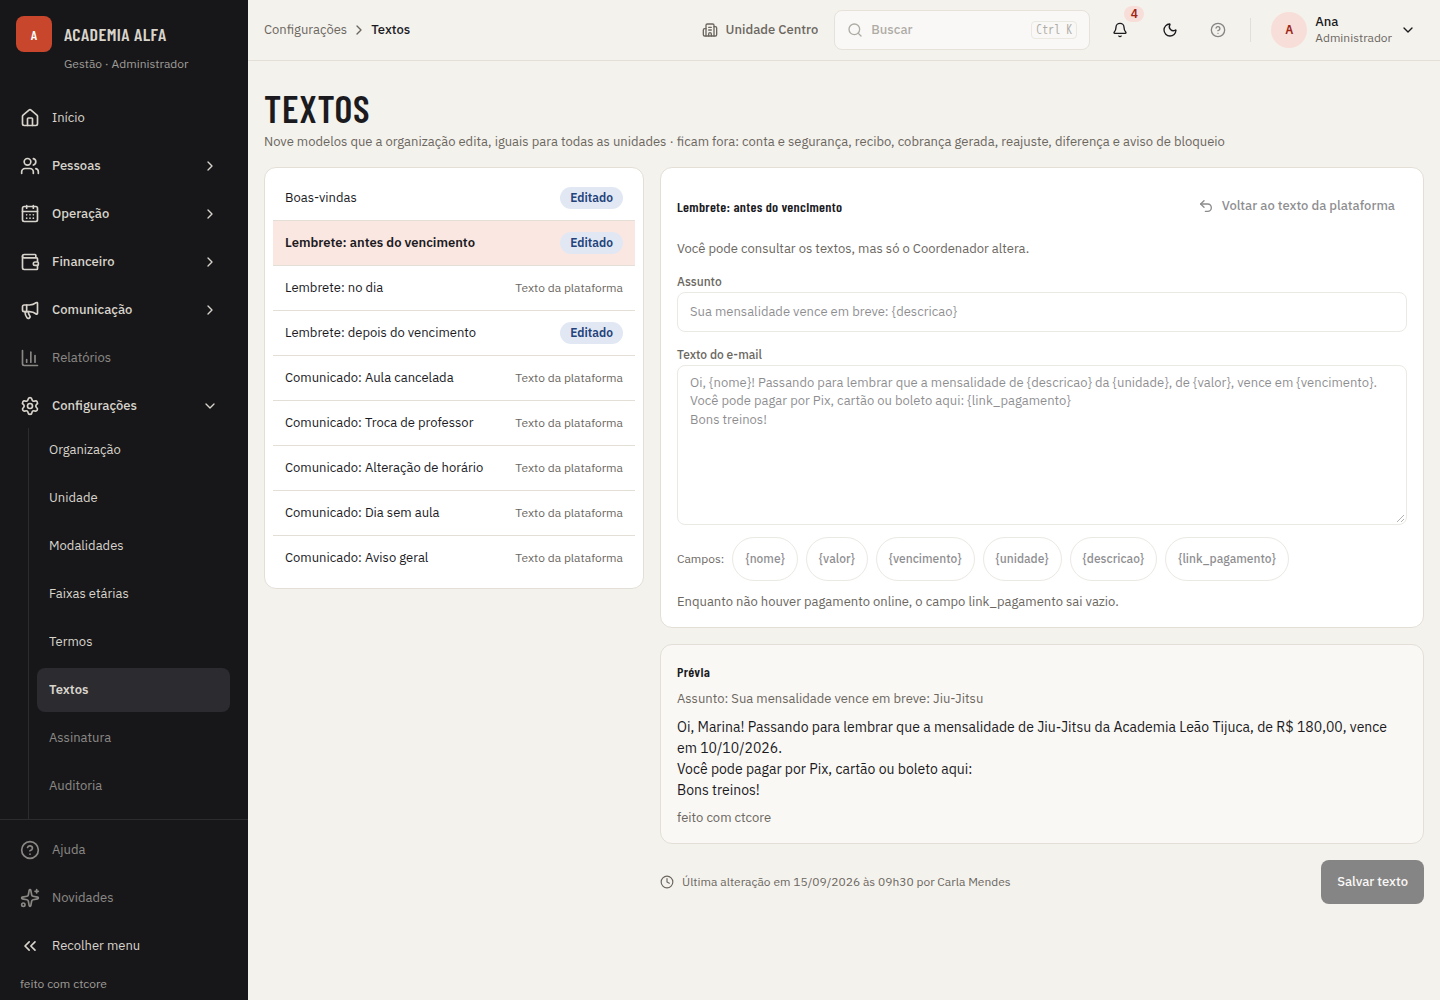 A
ACADEMIA ALFA
Gestão · Administrador
Início
Pessoas
Operação
Financeiro
Comunicação
Relatórios
Configurações
Organização
Unidade
Modalidades
Faixas etárias
Termos
Textos
Assinatura
Auditoria
Ajuda
Novidades
Recolher menu
feito com ctcore
Configurações > Textos
Unidade Centro
Buscar
Ctrl K
4
A
Ana
Administrador
TEXTOS
Nove modelos que a organização edita, iguais para todas as unidades · ficam fora: conta e segurança, recibo, cobrança gerada, reajuste, diferença e aviso de bloqueio
Boas-vindas Editado
Lembrete: antes do vencimento Editado
Lembrete: no dia Texto da plataforma
Lembrete: depois do vencimento Editado
Comunicado: Aula cancelada Texto da plataforma
Comunicado: Troca de professor Texto da plataforma
Comunicado: Alteração de horário Texto da plataforma
Comunicado: Dia sem aula Texto da plataforma
Comunicado: Aviso geral Texto da plataforma
Lembrete: antes do vencimento
Voltar ao texto da plataforma
Você pode consultar os textos, mas só o Coordenador altera.
Assunto
Sua mensalidade vence em breve: {descricao}
Texto do e-mail
Oi, {nome}! Passando para lembrar que a mensalidade de {descricao} da {unidade}, de {valor}, vence em {vencimento}.
Você pode pagar por Pix, cartão ou boleto aqui: {link_pagamento}
Bons treinos!
Campos: {nome} {valor} {vencimento} {unidade} {descricao} {link_pagamento}
Enquanto não houver pagamento online, o campo link_pagamento sai vazio.
Prévia
Assunto: Sua mensalidade vence em breve: Jiu-Jitsu
Oi, Marina! Passando para lembrar que a mensalidade de Jiu-Jitsu da Academia Leão Tijuca, de R$ 180,00, vence
em 10/10/2026.
Você pode pagar por Pix, cartão ou boleto aqui:
Bons treinos!
feito com ctcore
Última alteração em 15/09/2026 às 09h30 por Carla Mendes
Salvar texto